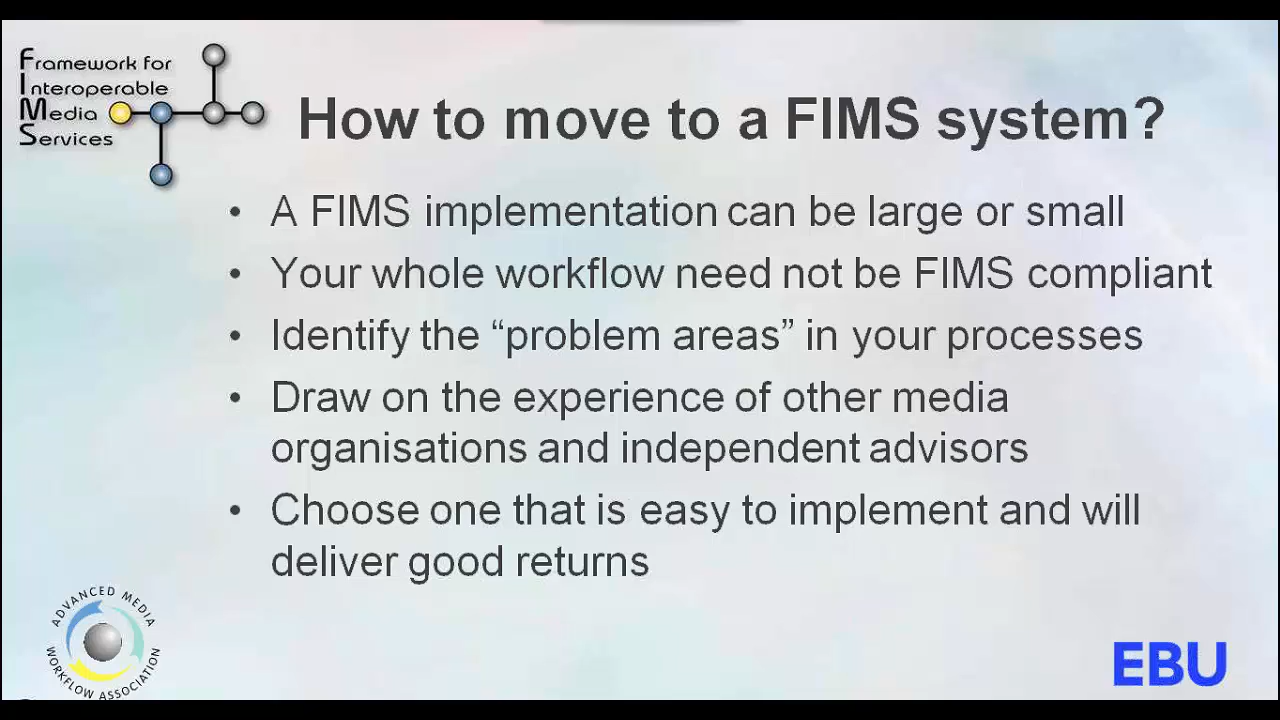 Framework for
Interoperable
Media
Services
How to move to a FIMS system?
• A FIMS implementation can be large or small
• Your whole workflow need not be FIMS compliant
• Identify the “problem areas” in your processes
• Draw on the experience of other media
organisations and independent advisors
• Choose one that is easy to implement and will
deliver good returns
ADVANCED MEDIA
WORKFLOW ASSOCIATION
EBU